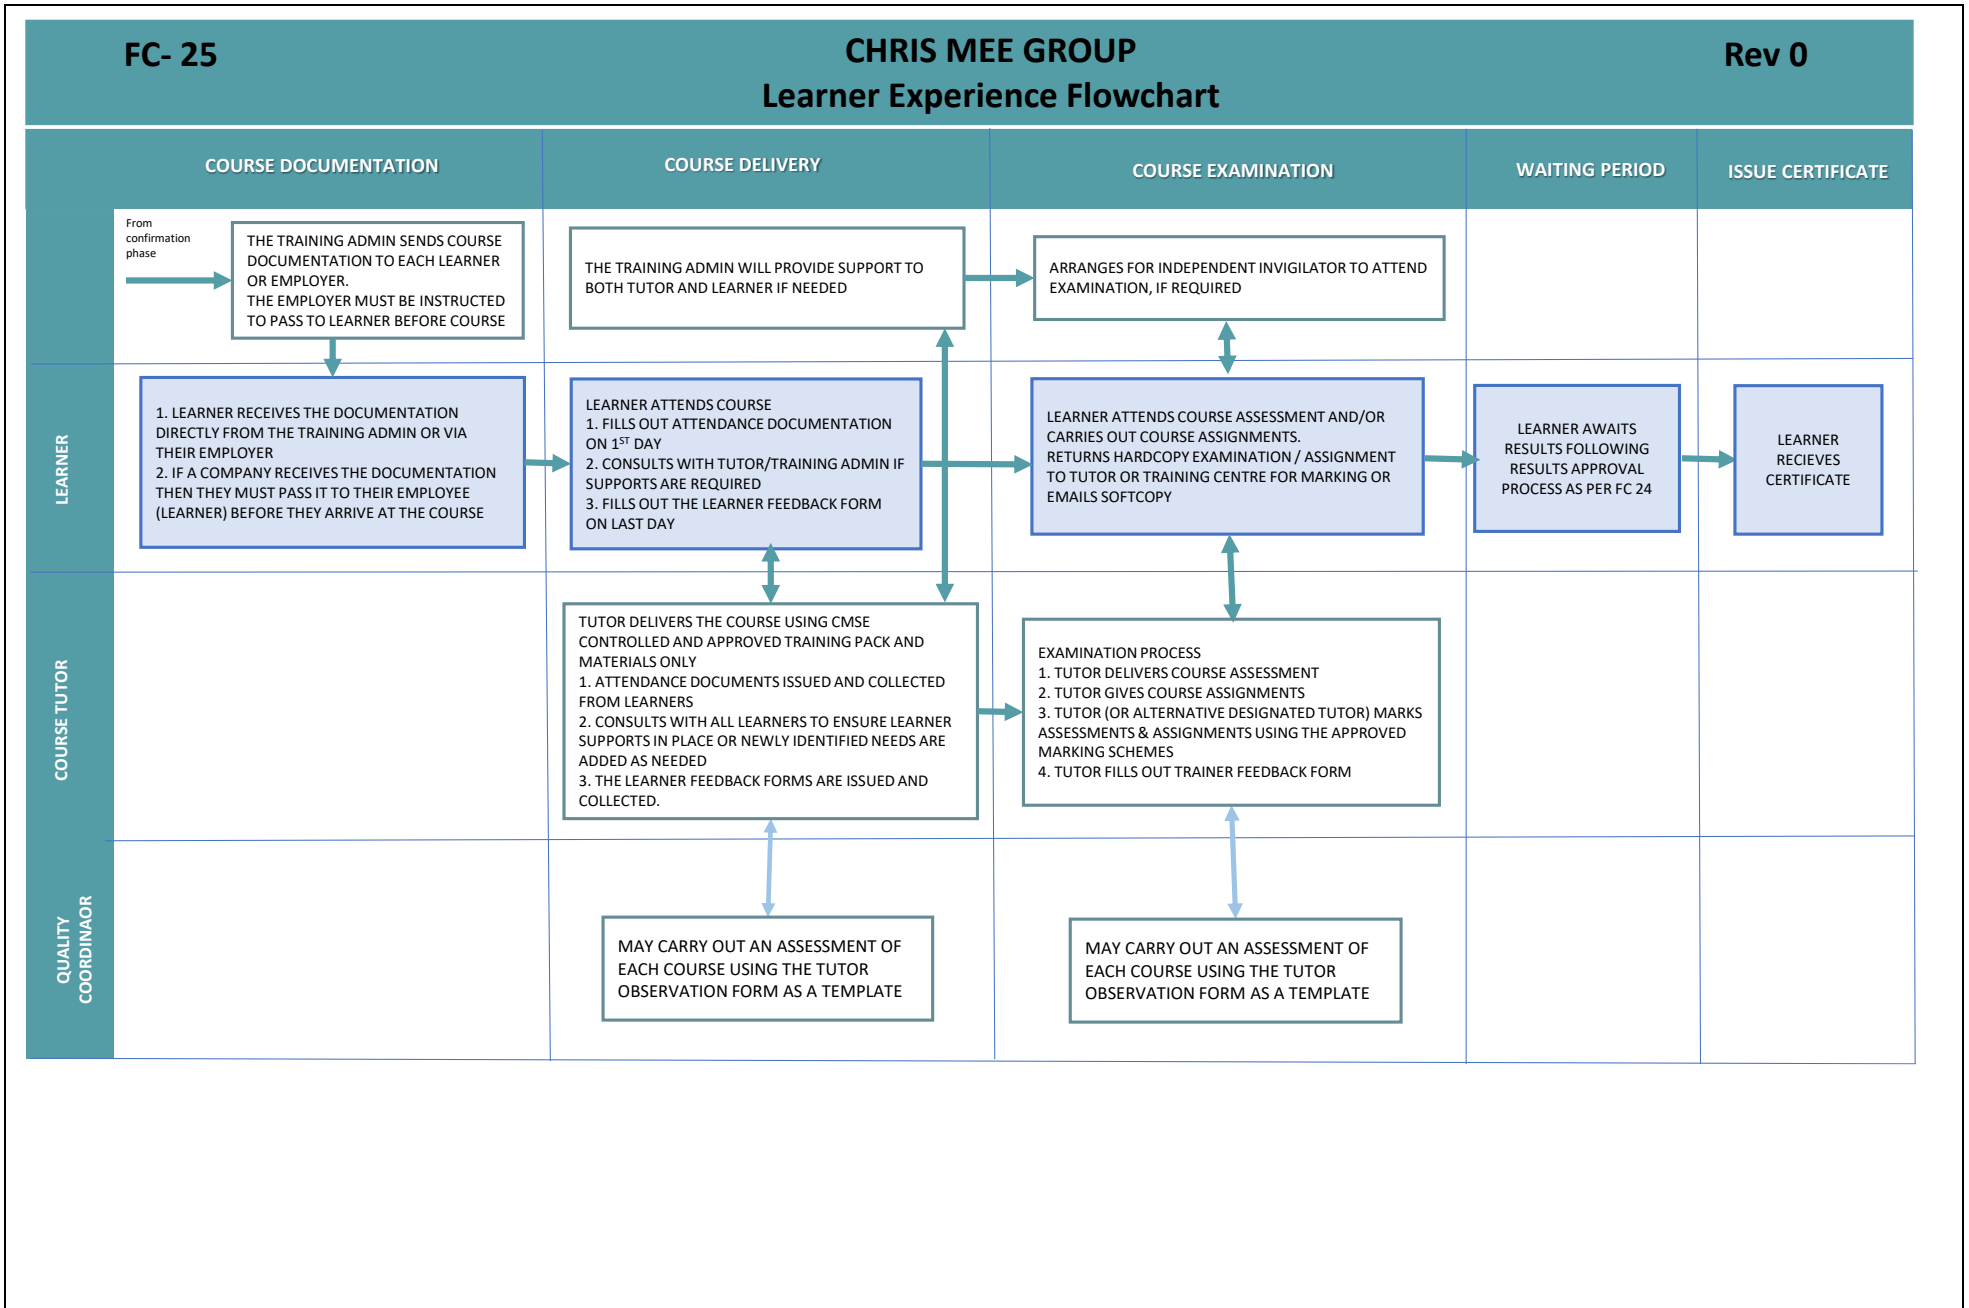 FC- 25
CHRIS MEE GROUP
Learner Experience Flowchart
Rev 0
COURSE DOCUMENTATION
COURSE DELIVERY
COURSE EXAMINATION
WAITING PERIOD
ISSUE CERTIFICATE
From
confirmation
phase
THE TRAINING ADMIN SENDS COURSE
DOCUMENTATION TO EACH LEARNER
OR EMPLOYER.
THE EMPLOYER MUST BE INSTRUCTED
TO PASS TO LEARNER BEFORE COURSE
THE TRAINING ADMIN WILL PROVIDE SUPPORT TO
BOTH TUTOR AND LEARNER IF NEEDED
ARRANGES FOR INDEPENDENT INVIGILATOR TO ATTEND
EXAMINATION, IF REQUIRED
LEARNER
1. LEARNER RECEIVES THE DOCUMENTATION
DIRECTLY FROM THE TRAINING ADMIN OR VIA
THEIR EMPLOYER
2. IF A COMPANY RECEIVES THE DOCUMENTATION
THEN THEY MUST PASS IT TO THEIR EMPLOYEE
(LEARNER) BEFORE THEY ARRIVE AT THE COURSE
LEARNER ATTENDS COURSE
1. FILLS OUT ATTENDANCE DOCUMENTATION
ON 1ST DAY
2. CONSULTS WITH TUTOR/TRAINING ADMIN IF
SUPPORTS ARE REQUIRED
3. FILLS OUT THE LEARNER FEEDBACK FORM
ON LAST DAY
LEARNER ATTENDS COURSE ASSESSMENT AND/OR
CARRIES OUT COURSE ASSIGNMENTS.
RETURNS HARDCOPY EXAMINATION / ASSIGNMENT
TO TUTOR OR TRAINING CENTRE FOR MARKING OR
EMAILS SOFTCOPY
LEARNER AWAITS
RESULTS FOLLOWING
RESULTS APPROVAL
PROCESS AS PER FC 24
LEARNER
RECIEVES
CERTIFICATE
COURSE TUTOR
TUTOR DELIVERS THE COURSE USING CMSE
CONTROLLED AND APPROVED TRAINING PACK AND
MATERIALS ONLY
1. ATTENDANCE DOCUMENTS ISSUED AND COLLECTED
FROM LEARNERS
2. CONSULTS WITH ALL LEARNERS TO ENSURE LEARNER
SUPPORTS IN PLACE OR NEWLY IDENTIFIED NEEDS ARE
ADDED AS NEEDED
3. THE LEARNER FEEDBACK FORMS ARE ISSUED AND
COLLECTED.
EXAMINATION PROCESS
1. TUTOR DELIVERS COURSE ASSESSMENT
2. TUTOR GIVES COURSE ASSIGNMENTS
3. TUTOR (OR ALTERNATIVE DESIGNATED TUTOR) MARKS
ASSESSMENTS & ASSIGNMENTS USING THE APPROVED
MARKING SCHEMES
4. TUTOR FILLS OUT TRAINER FEEDBACK FORM
QUALITY
COORDINAOR
MAY CARRY OUT AN ASSESSMENT OF
EACH COURSE USING THE TUTOR
OBSERVATION FORM AS A TEMPLATE
MAY CARRY OUT AN ASSESSMENT OF
EACH COURSE USING THE TUTOR
OBSERVATION FORM AS A TEMPLATE